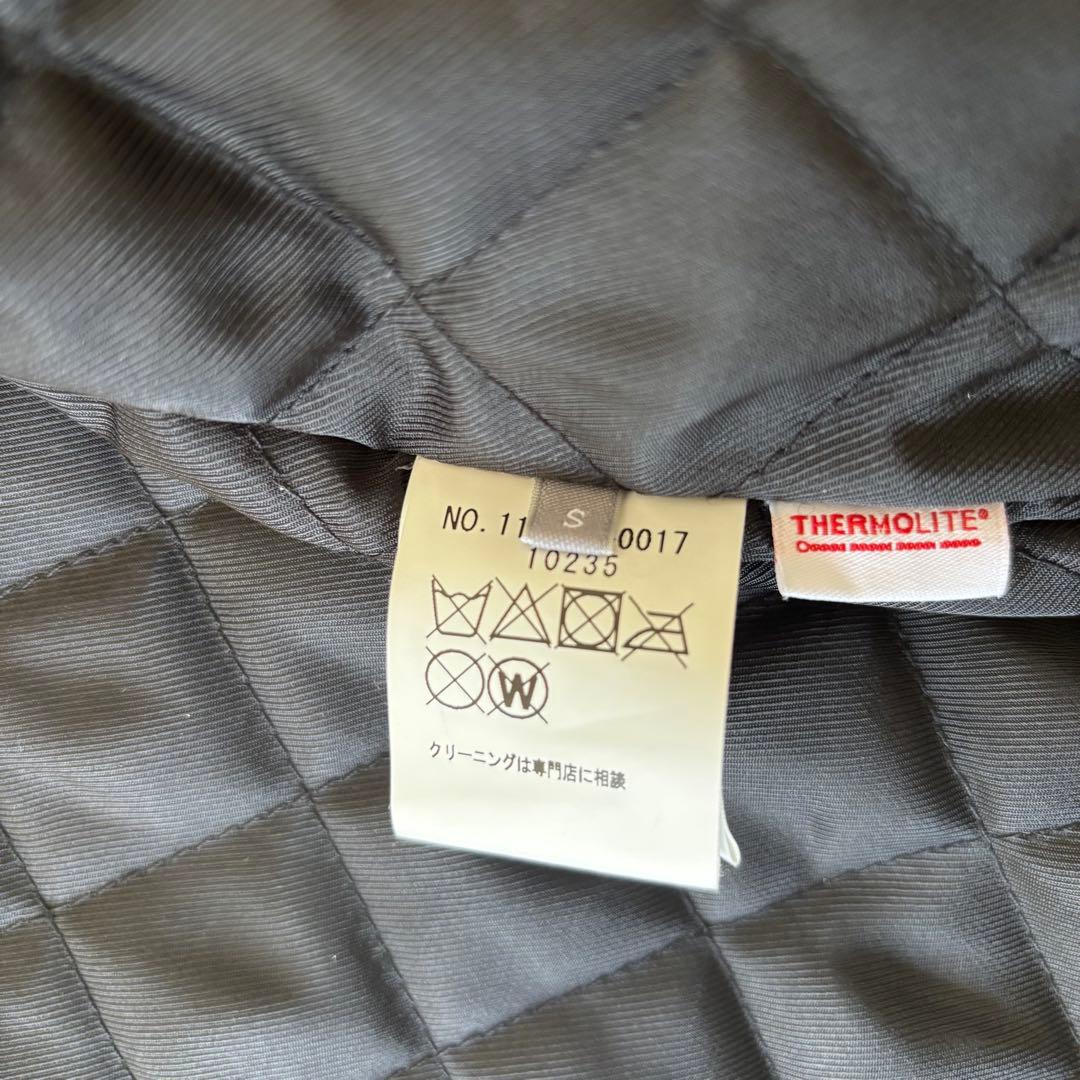 NO.11 0017
S
10235
W
クリーニングは専門店に相談
THERMOLITE®